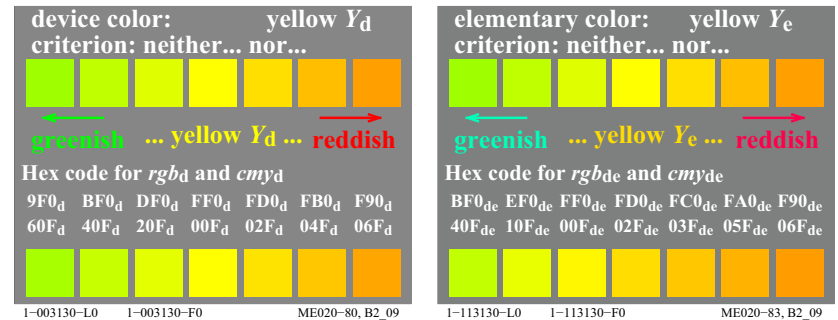 device color: yellow Yd
criterion: neither... nor...
greenish ... yellow Yd ... reddish
Hex code for rgbd and cmyd
9F0d BF0d DF0d FF0d FD0d FB0d F90d
60Fd 40Fd 20Fd 00Fd 02Fd 04Fd 06Fd
1-003130-L0 1-003130-F0 ME020-80, B2_09
elementary color: yellow Ye
criterion: neither... nor...
greenish ... yellow Ye ... reddish
Hex code for rgbde and cmyde
BF0de EF0de FF0de FD0de FC0de FA0de F90de
40Fde 10Fde 00Fde 02Fde 03Fde 05Fde 06Fde
1-113130-L0 1-113130-F0 ME020-83, B2_09